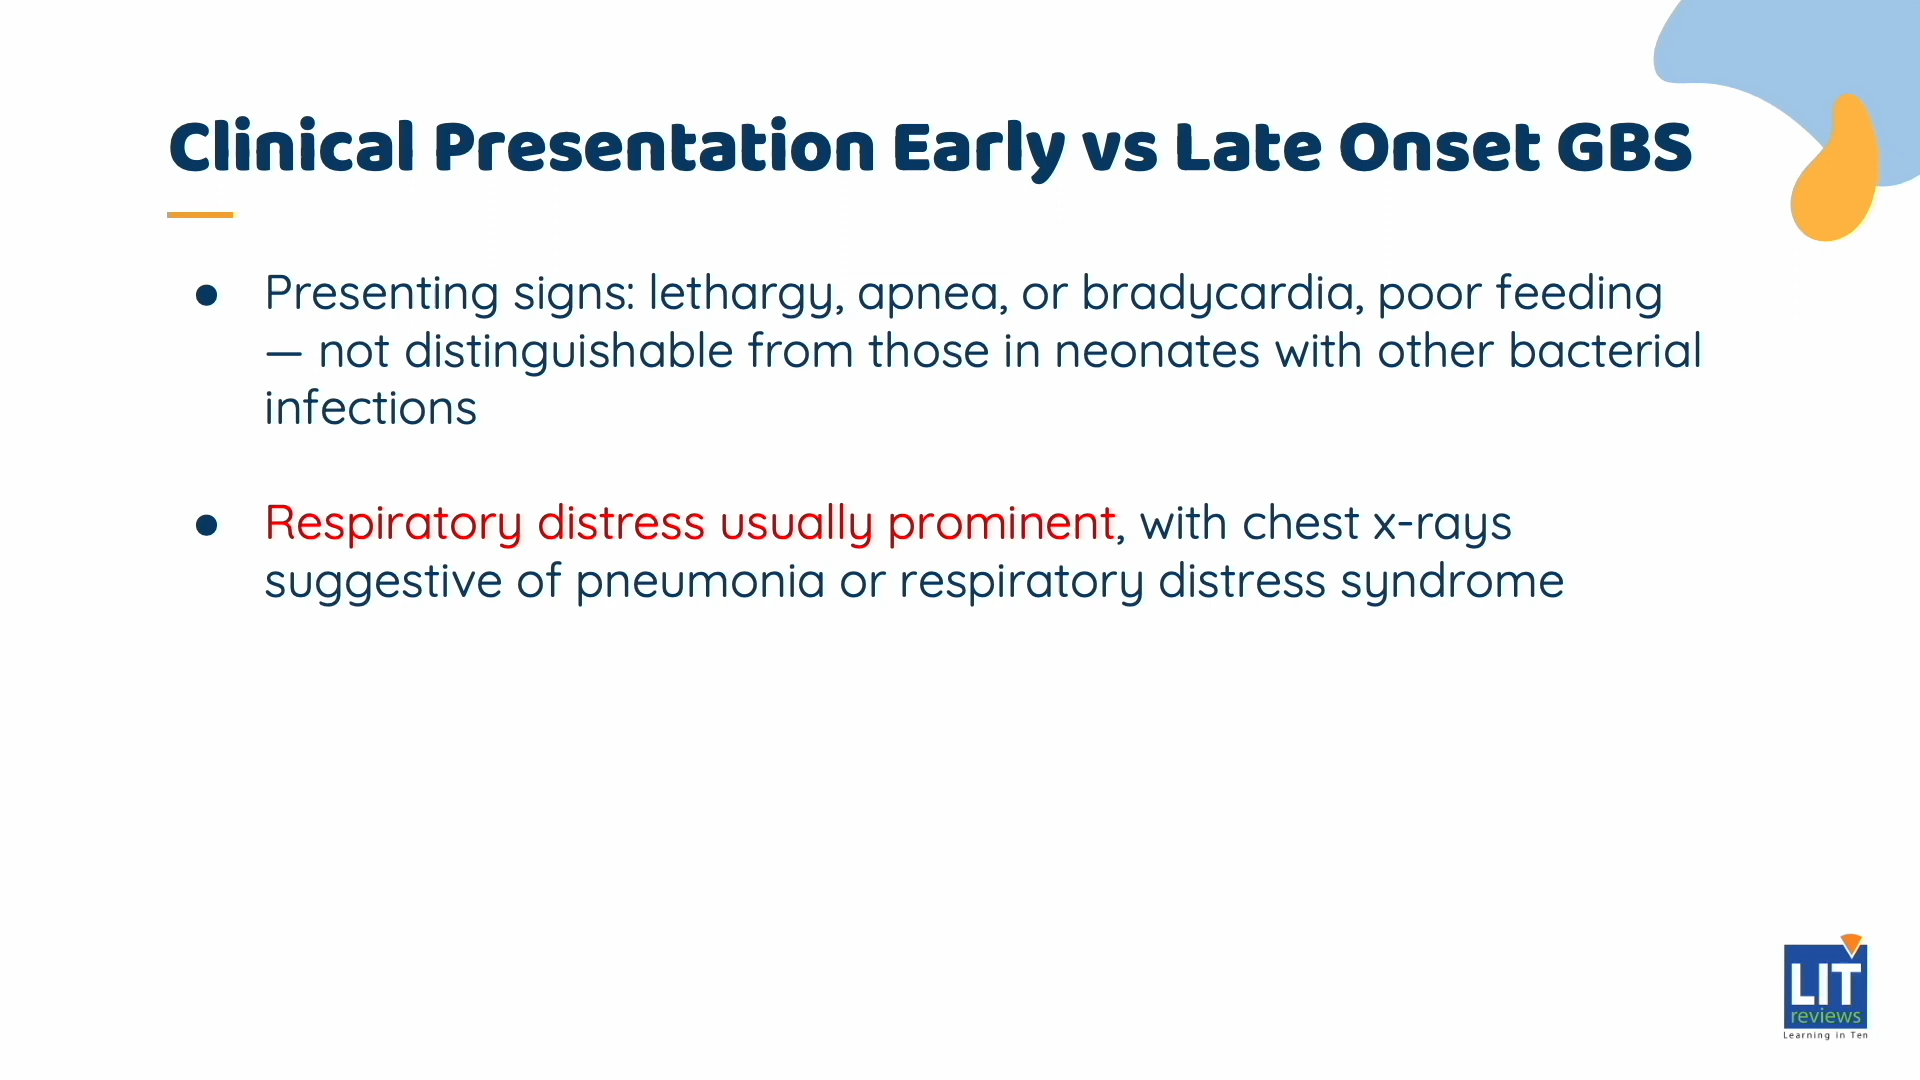 Clinical Presentation Early vs Late Onset GBS
● Presenting signs: lethargy, apnea, or bradycardia, poor feeding
— not distinguishable from those in neonates with other bacterial
infections
● Respiratory distress usually prominent, with chest x-rays
suggestive of pneumonia or respiratory distress syndrome
LIT
reviews
Learning in Ten